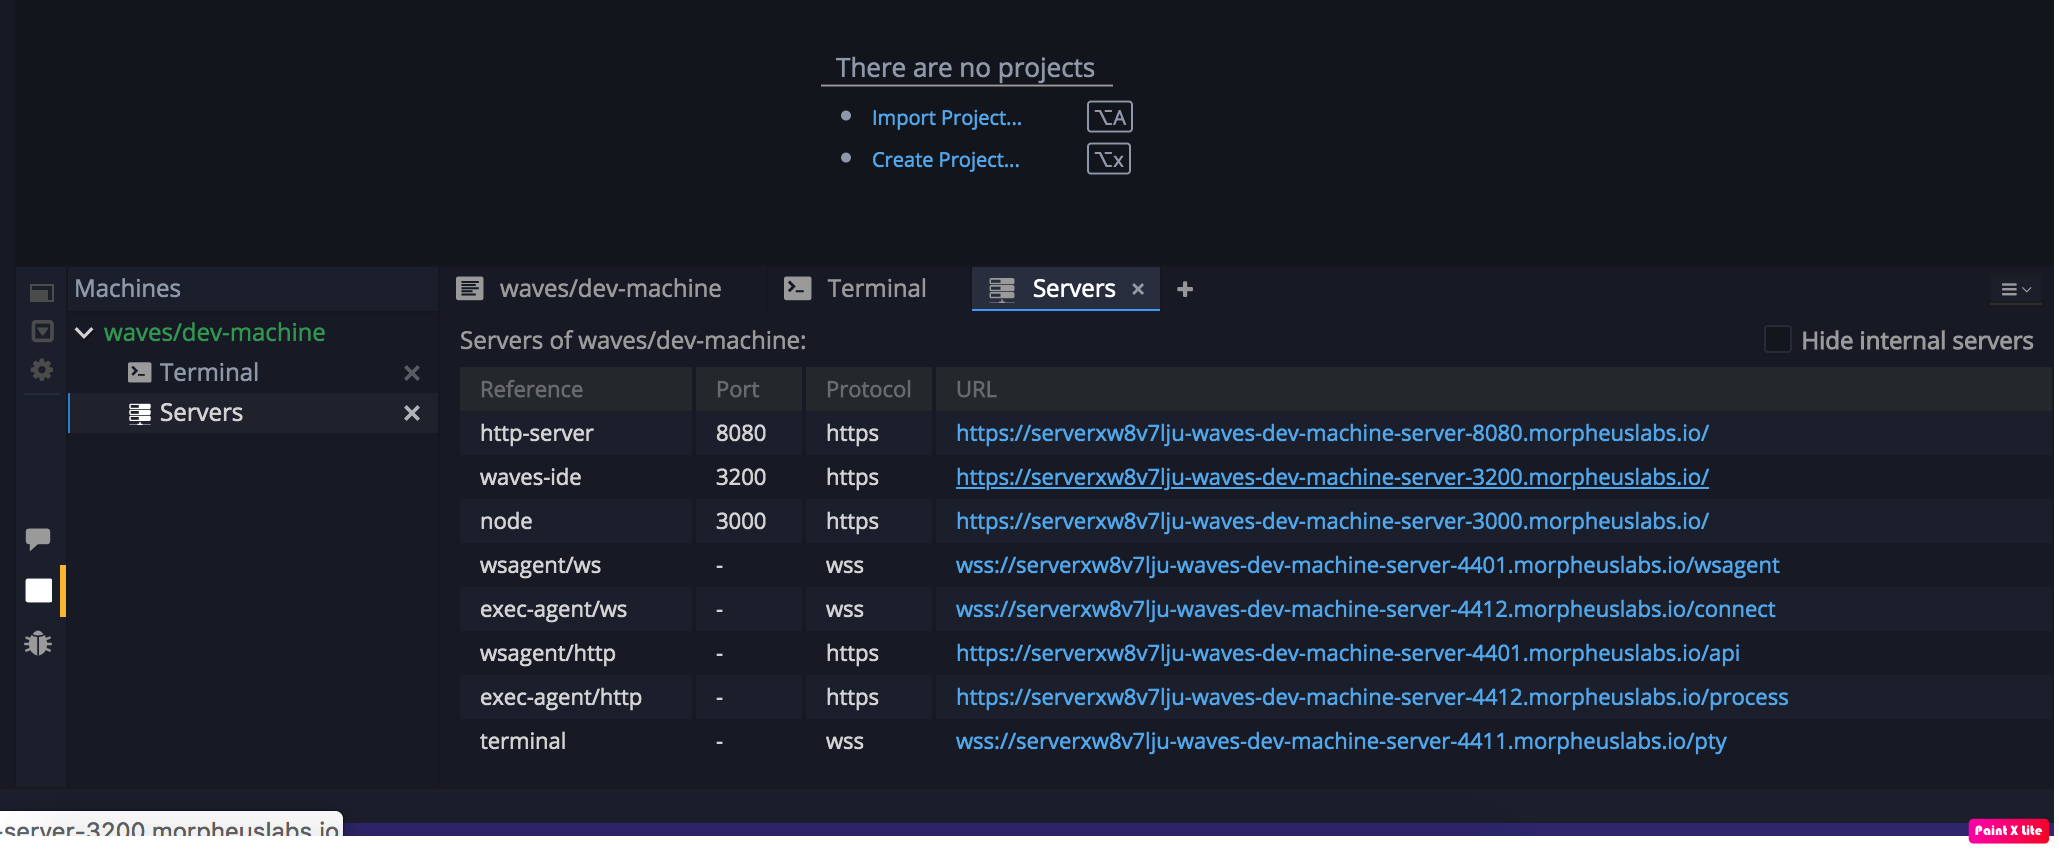 There are no projects
Import Project... ⌥A
Create Project... ⌥x
Machines
waves/dev-machine
Terminal
Servers
waves/dev-machine Terminal Servers
Servers of waves/dev-machine: Hide internal servers
Reference Port Protocol URL
http-server 8080 https https://serverxw8v7lju-waves-dev-machine-server-8080.morpheuslabs.io/
waves-ide 3200 https https://serverxw8v7lju-waves-dev-machine-server-3200.morpheuslabs.io/
node 3000 https https://serverxw8v7lju-waves-dev-machine-server-3000.morpheuslabs.io/
wsagent/ws - wss wss://serverxw8v7lju-waves-dev-machine-server-4401.morpheuslabs.io/wsagent
exec-agent/ws - wss wss://serverxw8v7lju-waves-dev-machine-server-4412.morpheuslabs.io/connect
wsagent/http - https https://serverxw8v7lju-waves-dev-machine-server-4401.morpheuslabs.io/api
exec-agent/http - https https://serverxw8v7lju-waves-dev-machine-server-4412.morpheuslabs.io/process
terminal - wss wss://serverxw8v7lju-waves-dev-machine-server-4411.morpheuslabs.io/pty
-server-3200.morpheuslabs.io
Paint X Lite